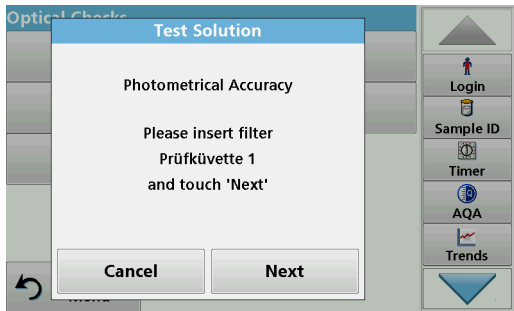 Optical Checks
Test Solution
Photometrical Accuracy
Please insert filter
Prüfküvette 1
and touch 'Next'
Cancel
Next
Login
Sample ID
Timer
AQA
Trends